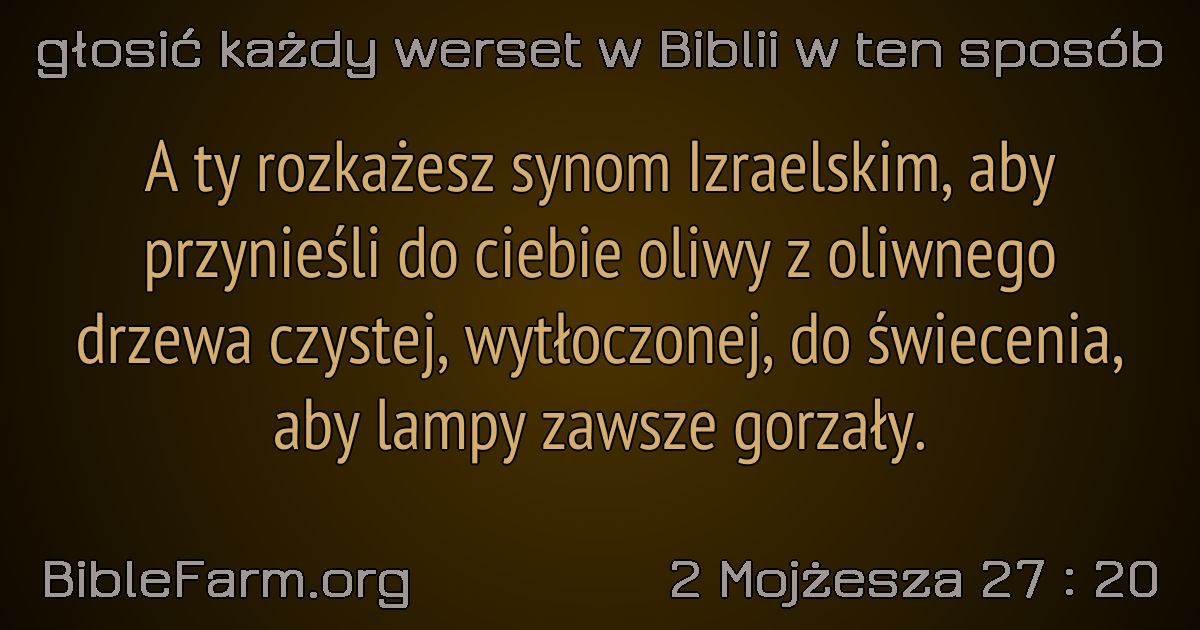 głosić każdy werset w Biblii w ten sposób
A ty rozkażesz synom Izraelskim, aby
przynieśli do ciebie oliwy z oliwnego
drzewa czystej, wytłoczonej, do świecenia,
aby lampy zawsze gorzały.
BibleFarm.org
2 Mojżesza 27 : 20